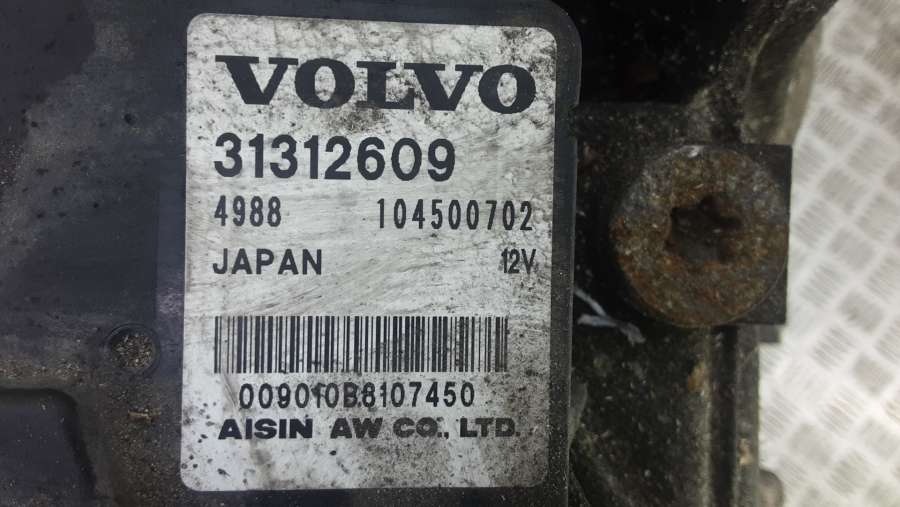 VOLVO
31312609
4988 104500702
JAPAN 12V
009010B8107450
AISIN AW CO., LTD.